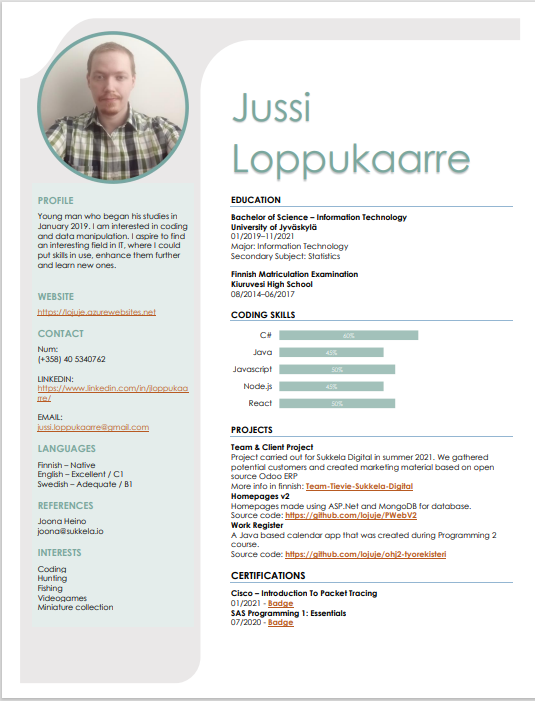 Jussi
Loppukaarre
PROFILE
Young man who began his studies in
January 2019. I am interested in coding
and data manipulation. I aspire to find
an interesting field in IT, where I could
put skills in use, enhance them further
and learn new ones.
WEBSITE
https://lojuje.azurewebsites.net
CONTACT
Num:
(+358) 40 5340762
LINKEDIN:
https://www.linkedin.com/in/jloppukaa
rre/
EMAIL:
jussi.loppukaarre@gmail.com
LANGUAGES
Finnish – Native
English – Excellent / C1
Swedish – Adequate / B1
REFERENCES
Joona Heino
joona@sukkela.io
INTERESTS
Coding
Hunting
Fishing
Videogames
Miniature collection
EDUCATION
Bachelor of Science – Information Technology
University of Jyväskylä
01/2019–11/2021
Major: Information Technology
Secondary Subject: Statistics
Finnish Matriculation Examination
Kiuruvesi High School
08/2014–06/2017
CODING SKILLS
C# 60%
Java 45%
Javascript 50%
Node.js 45%
React 50%
PROJECTS
Team & Client Project
Project carried out for Sukkela Digital in summer 2021. We gathered
potential customers and created marketing material based on open
source Odoo ERP
More info in finnish: Team-Tievie-Sukkela-Digital
Homepages v2
Homepages made using ASP.Net and MongoDB for database.
Source code: https://github.com/lojuje/PWebV2
Work Register
A Java based calendar app that was created during Programming 2
course.
Source code: https://github.com/lojuje/ohj2-tyorekisteri
CERTIFICATIONS
Cisco – Introduction To Packet Tracing
01/2021 - Badge
SAS Programming 1: Essentials
07/2020 - Badge